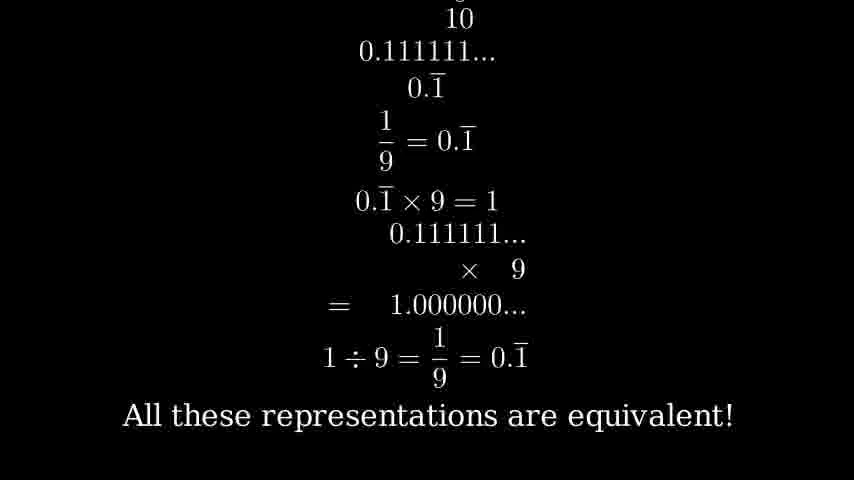 10
0.111111...
0.1̅
1/9 = 0.1̅
0.1̅ × 9 = 1
0.111111...
× 9
= 1.000000...
1 ÷ 9 = 1/9 = 0.1̅
All these representations are equivalent!